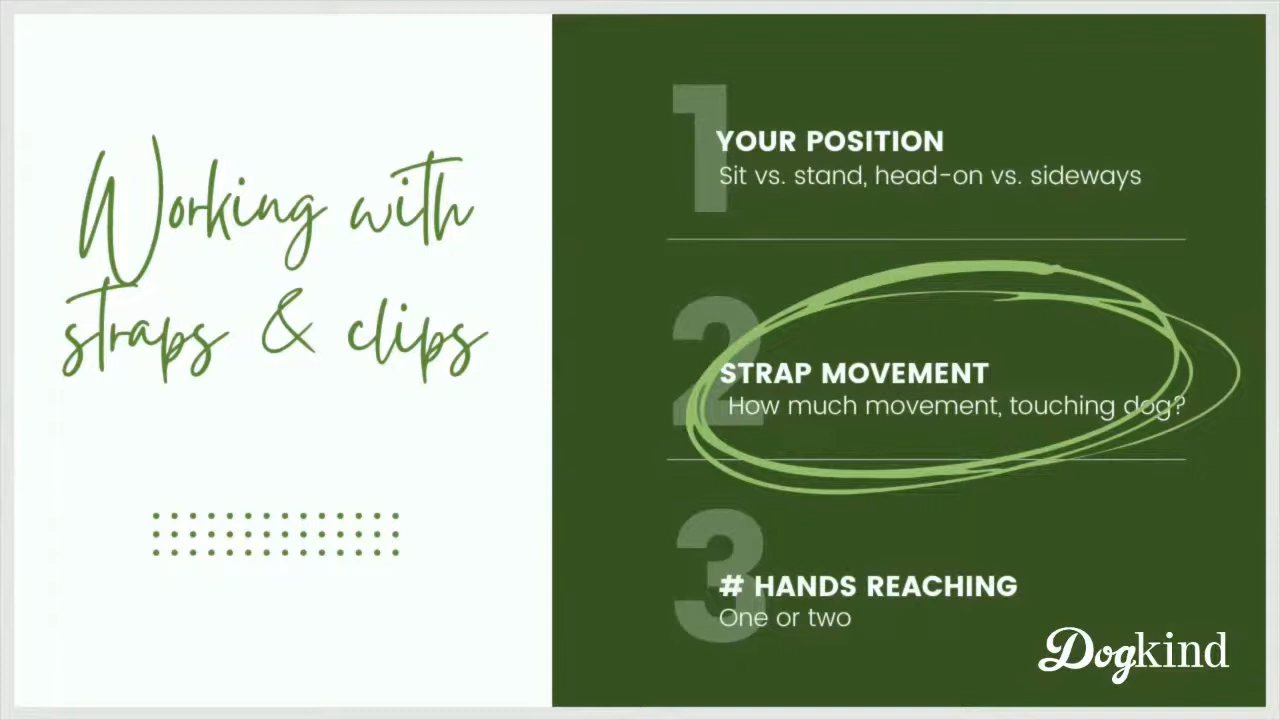 Working with
straps & clips
1
YOUR POSITION
Sit vs. stand, head-on vs. sideways
2
STRAP MOVEMENT
How much movement, touching dog?
3
# HANDS REACHING
One or two
Dogkind